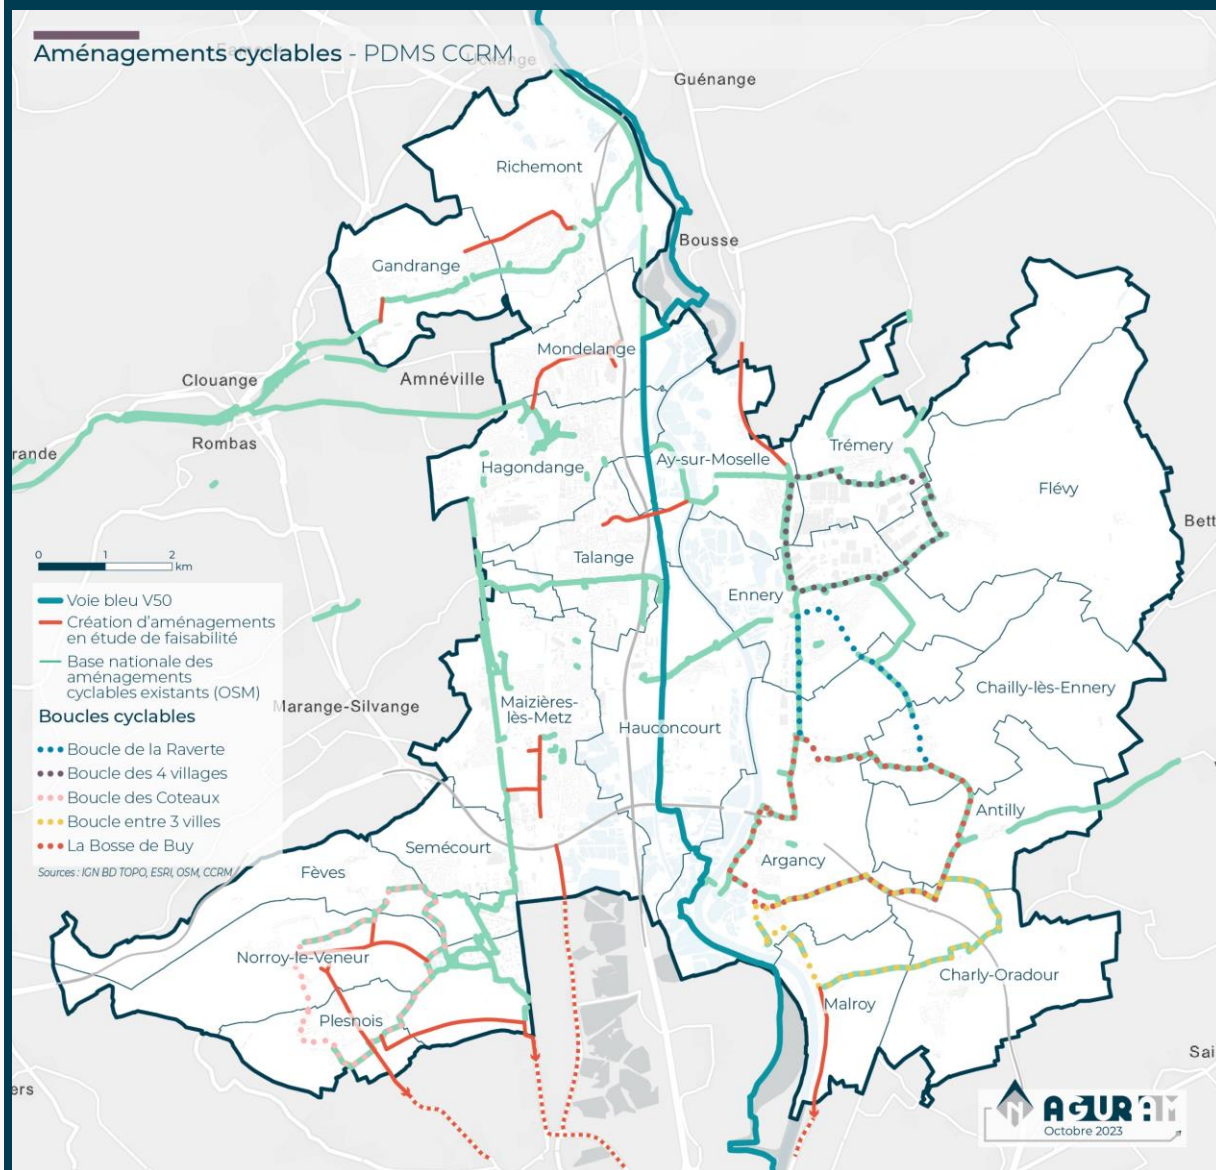 Aménagements cyclables - PDMS CCRM
Uckange
Guénange
Richemont
Bousse
Gandrange
Mondelange
Clouange
Amnéville
Rombas
Trémery
rande
Hagondange
Ay-sur-Moselle
Flévy
Bett
Talange
Ennery
0 1 2
km
Voie bleu V50
Création d'aménagements
en étude de faisabilité
Base nationale des
aménagements
cyclables existants (OSM)
Boucles cyclables
Boucle de la Raverte
Boucle des 4 villages
Boucle des Coteaux
Boucle entre 3 villes
La Bosse de Buy
Sources : IGN BD TOPO, ESRI, OSM, CCRM
Marange-Silvange
Maizières-
lès-Metz
Hauconcourt
Chailly-lès-Ennery
Antilly
Semécourt
Argancy
Fèves
Norroy-le-Veneur
Charly-Oradour
Plesnois
Malroy
Sai
ers
N
AGURAM
Octobre 2023